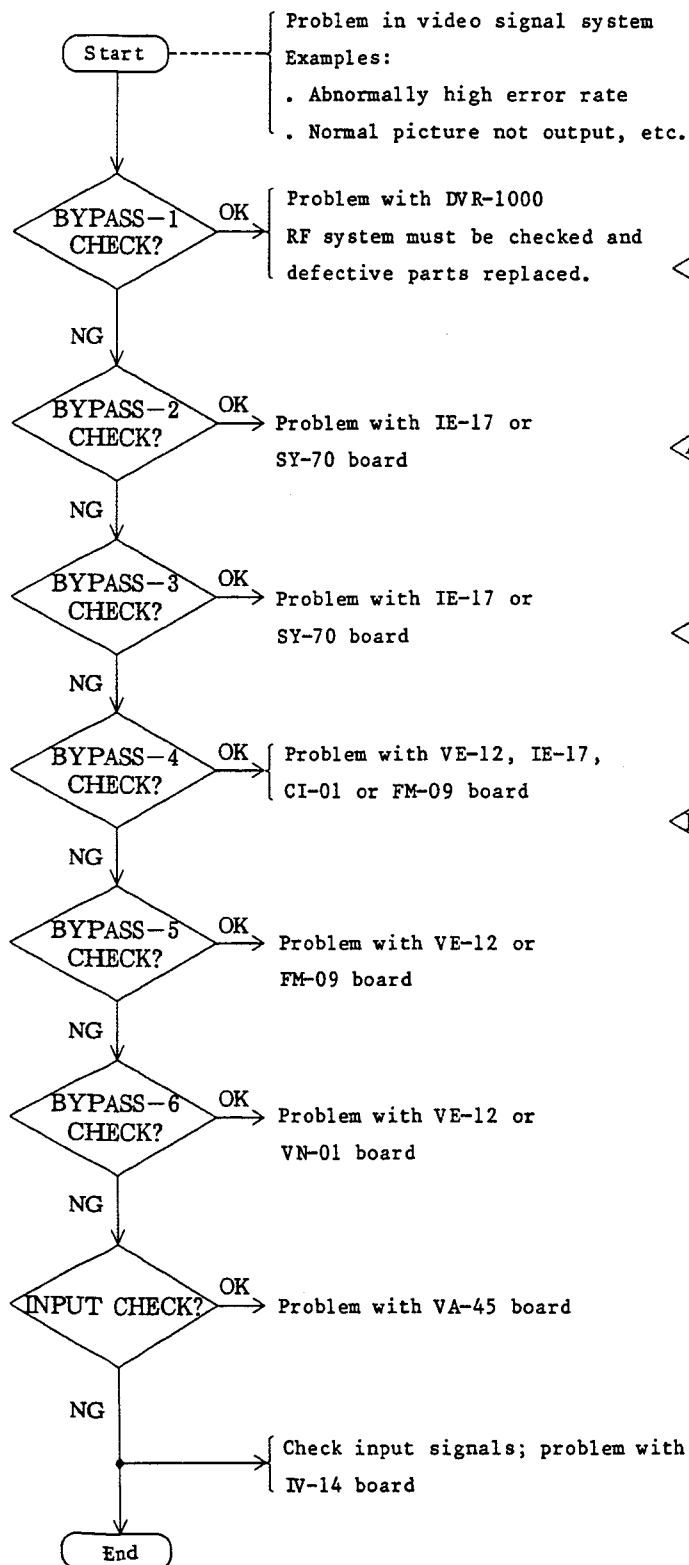 Start
Problem in video signal system
Examples:
. Abnormally high error rate
. Normal picture not output, etc.
BYPASS-1
CHECK?
OK
Problem with DVR-1000
RF system must be checked and
defective parts replaced.
NG
BYPASS-2
CHECK?
OK
Problem with IE-17 or
SY-70 board
NG
BYPASS-3
CHECK?
OK
Problem with IE-17 or
SY-70 board
NG
BYPASS-4
CHECK?
OK
Problem with VE-12, IE-17,
CI-01 or FM-09 board
NG
BYPASS-5
CHECK?
OK
Problem with VE-12 or
FM-09 board
NG
BYPASS-6
CHECK?
OK
Problem with VE-12 or
VN-01 board
NG
INPUT CHECK?
OK
Problem with VA-45 board
NG
Check input signals; problem with
IV-14 board
End